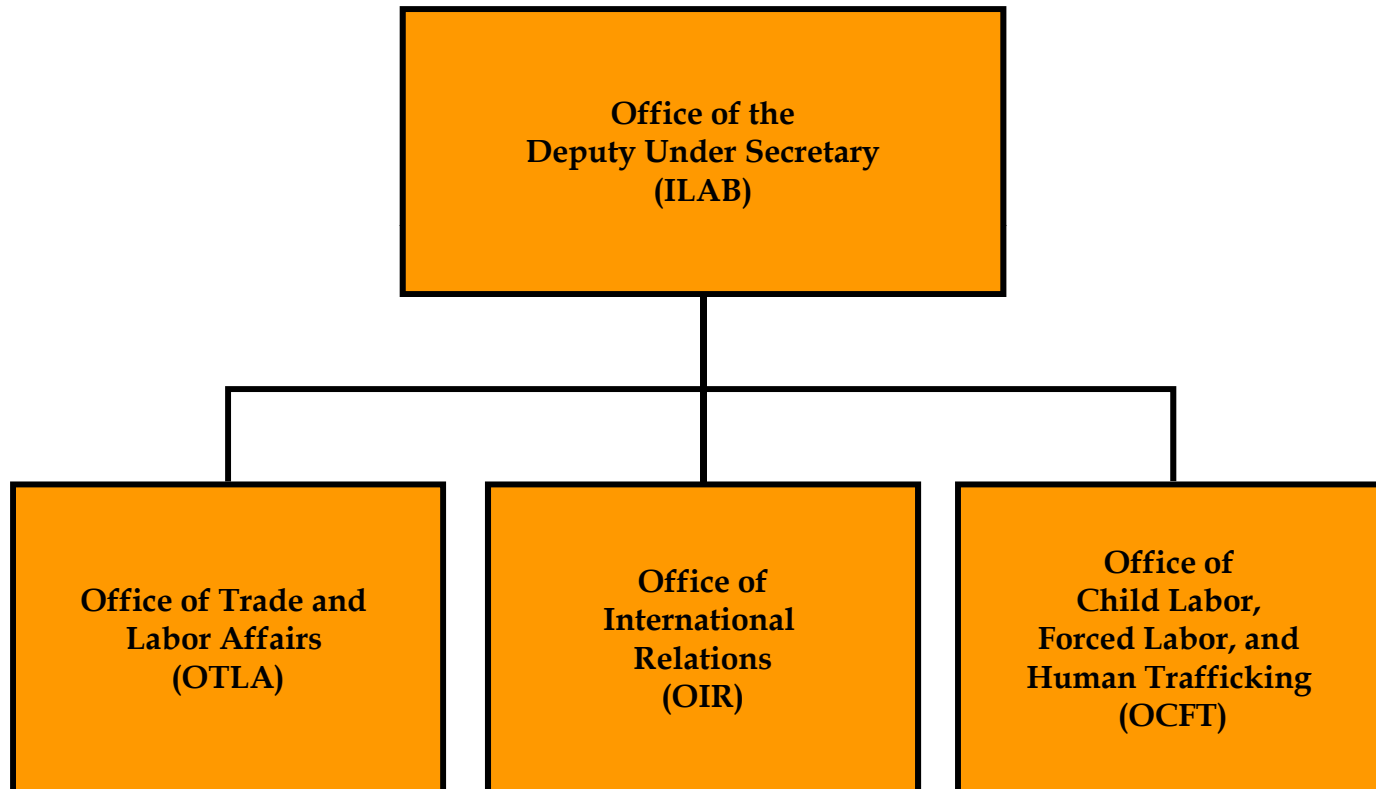 Office of the
Deputy Under Secretary
(ILAB)
Office of Trade and
Labor Affairs
(OTLA)
Office of
International
Relations
(OIR)
Office of
Child Labor,
Forced Labor, and
Human Trafficking
(OCFT)